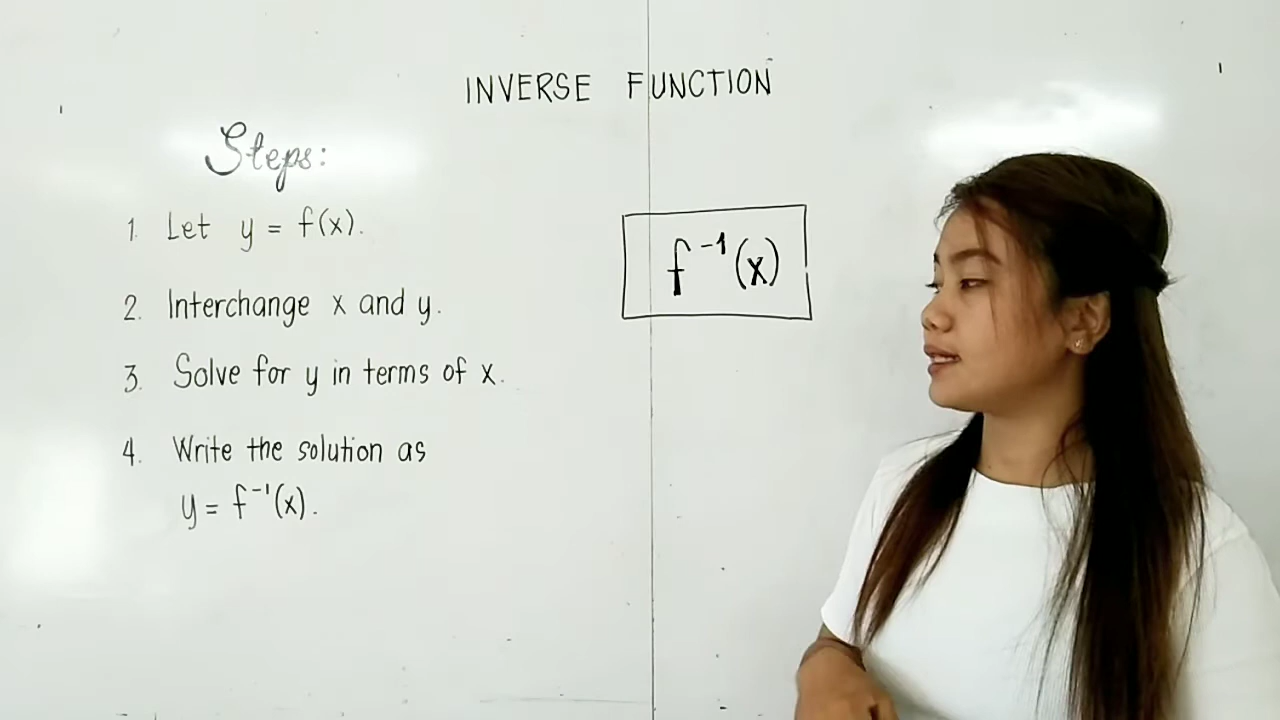 INVERSE FUNCTION
Steps:
1. Let y = f(x).
2. Interchange x and y.
3. Solve for y in terms of x.
4. Write the solution as
y = f⁻¹(x).
f⁻¹(x)